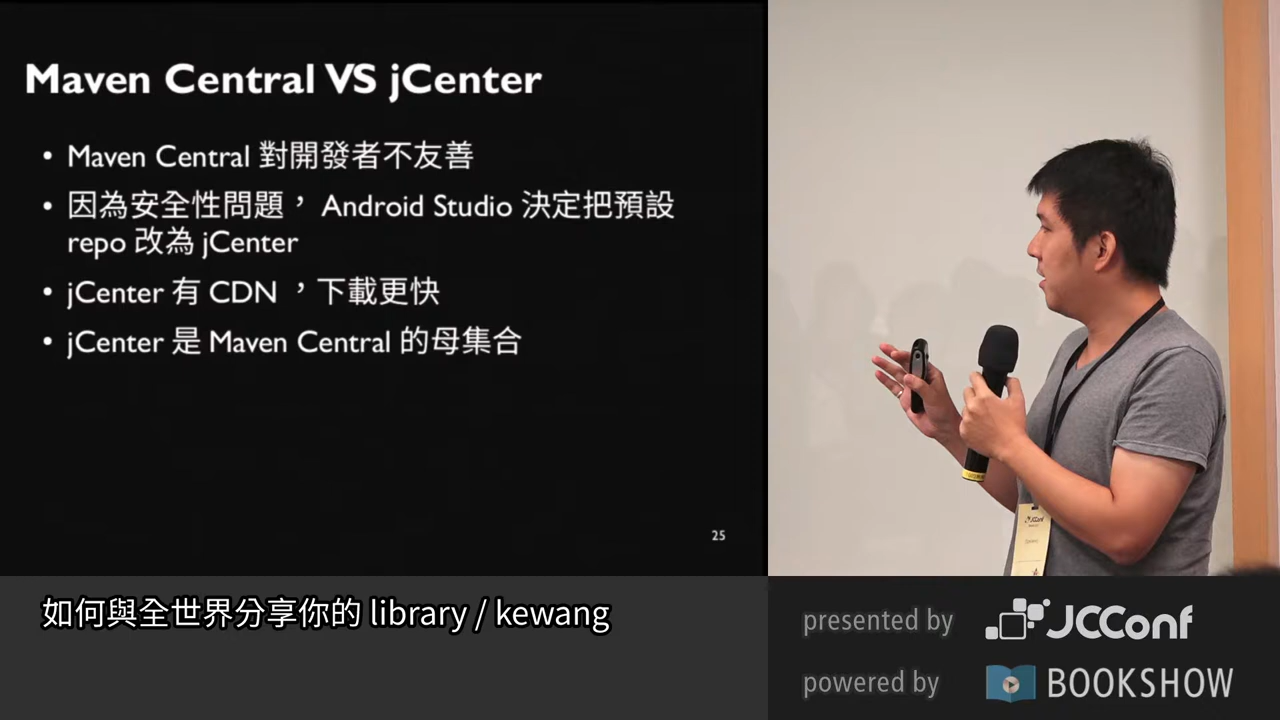 Maven Central VS jCenter
• Maven Central 對開發者不友善
• 因為安全性問題， Android Studio 決定把預設
repo 改為 jCenter
• jCenter 有 CDN ，下載更快
• jCenter 是 Maven Central 的母集合
25
JCConf
如何與全世界分享你的 library / kewang
presented by JCConf
powered by BOOKSHOW